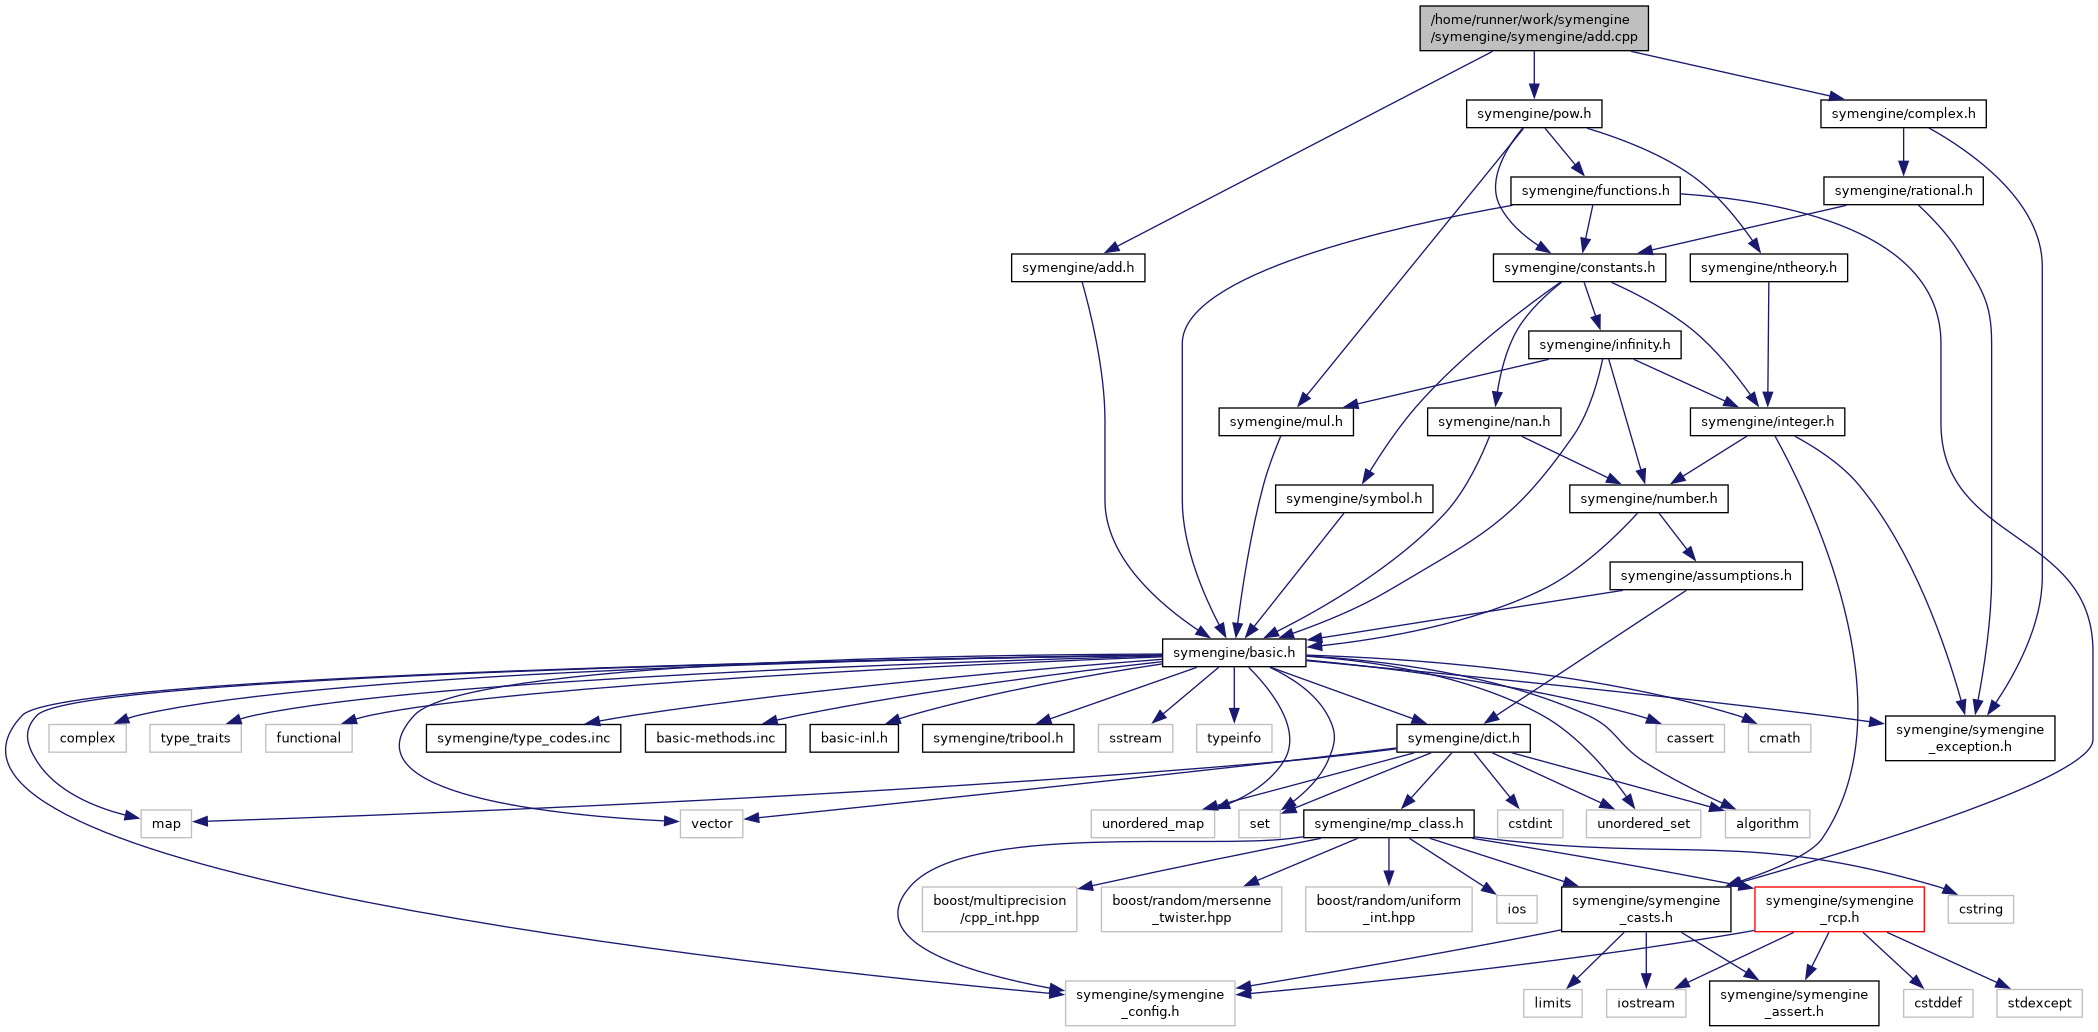 /home/runner/work/symengine
/symengine/symengine/add.cpp
symengine/pow.h
symengine/complex.h
symengine/functions.h
symengine/rational.h
symengine/add.h
symengine/constants.h
symengine/ntheory.h
symengine/infinity.h
symengine/mul.h
symengine/nan.h
symengine/integer.h
symengine/symbol.h
symengine/number.h
symengine/assumptions.h
symengine/basic.h
complex
type_traits
functional
symengine/type_codes.inc
basic-methods.inc
basic-inl.h
symengine/tribool.h
sstream
typeinfo
symengine/dict.h
cassert
cmath
symengine/symengine
_exception.h
map
vector
unordered_map
set
symengine/mp_class.h
cstdint
unordered_set
algorithm
boost/multiprecision
/cpp_int.hpp
boost/random/mersenne
_twister.hpp
boost/random/uniform
_int.hpp
ios
symengine/symengine
_casts.h
symengine/symengine
_rcp.h
cstring
symengine/symengine
_config.h
limits
iostream
symengine/symengine
_assert.h
cstddef
stdexcept